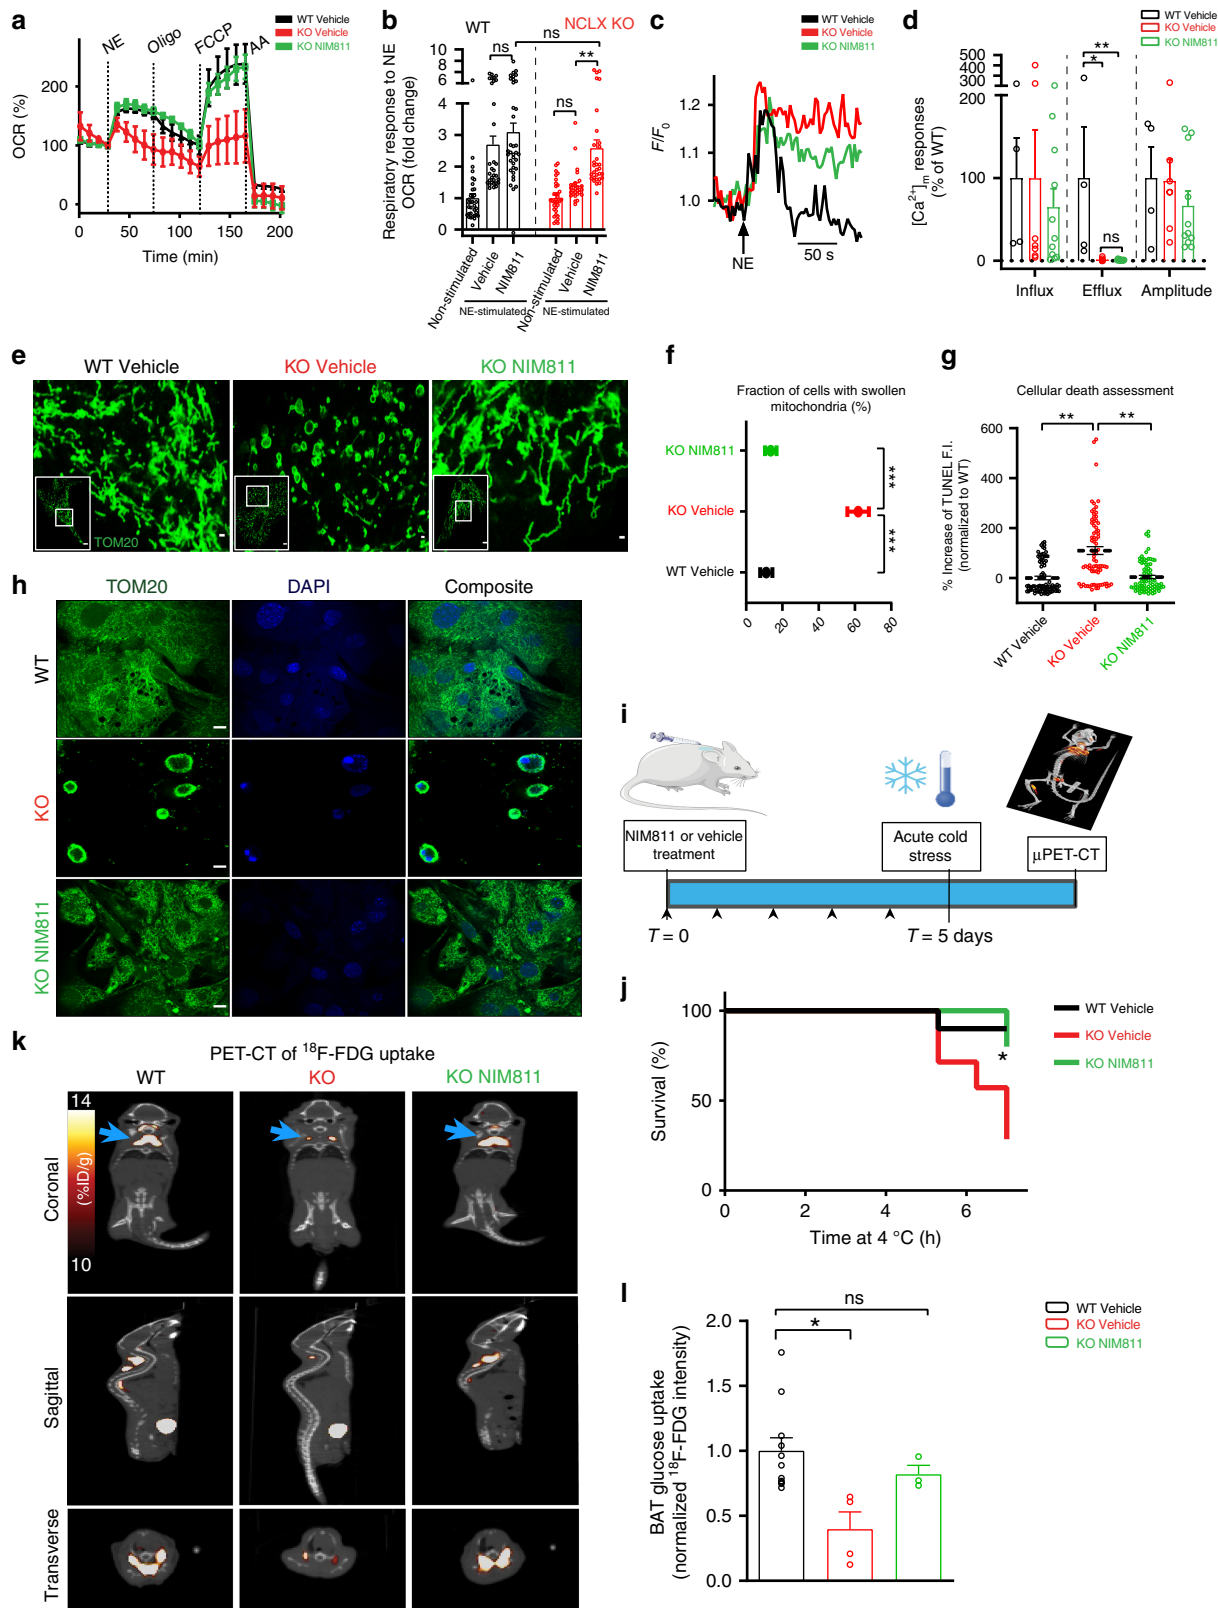 a
WT Vehicle
KO Vehicle
KO NIM811
NE
Oligo
FCCP
AA
OCR (%)
200
100
0
0
50
100
150
200
Time (min)
b
WT
NCLX KO
ns
ns
**
ns
Respiratory response to NE
OCR (fold change)
10
8
6
4
3
2
1
0
Non-stimulated
Vehicle
NIM811
NE-stimulated
Non-stimulated
Vehicle
NIM811
NE-stimulated
c
WT Vehicle
KO Vehicle
KO NIM811
F/F0
1.2
1.1
1.0
NE
50 s
d
WT Vehicle
KO Vehicle
KO NIM811
[Ca2+]m responses
(% of WT)
500
400
300
200
200
100
0
**
*
ns
Influx
Efflux
Amplitude
e
WT Vehicle
KO Vehicle
KO NIM811
TOM20
f
Fraction of cells with swollen
mitochondria (%)
KO NIM811
KO Vehicle
WT Vehicle
***
***
0
20
40
60
80
g
Cellular death assessment
**
**
% Increase of TUNEL F.I.
(normalized to WT)
600
400
200
0
-100
WT Vehicle
KO Vehicle
KO NIM811
h
TOM20
DAPI
Composite
WT
KO
KO NIM811
i
NIM811 or vehicle
treatment
Acute cold
stress
μPET-CT
T = 0
T = 5 days
j
Survival (%)
100
50
0
0
2
4
6
Time at 4 °C (h)
*
WT Vehicle
KO Vehicle
KO NIM811
k
PET-CT of 18F-FDG uptake
WT
KO
KO NIM811
14
(%ID/g)
10
Coronal
Sagittal
Transverse
l
ns
*
WT Vehicle
KO Vehicle
KO NIM811
BAT glucose uptake
(normalized 18F-FDG intensity)
2.0
1.5
1.0
0.5
0.0